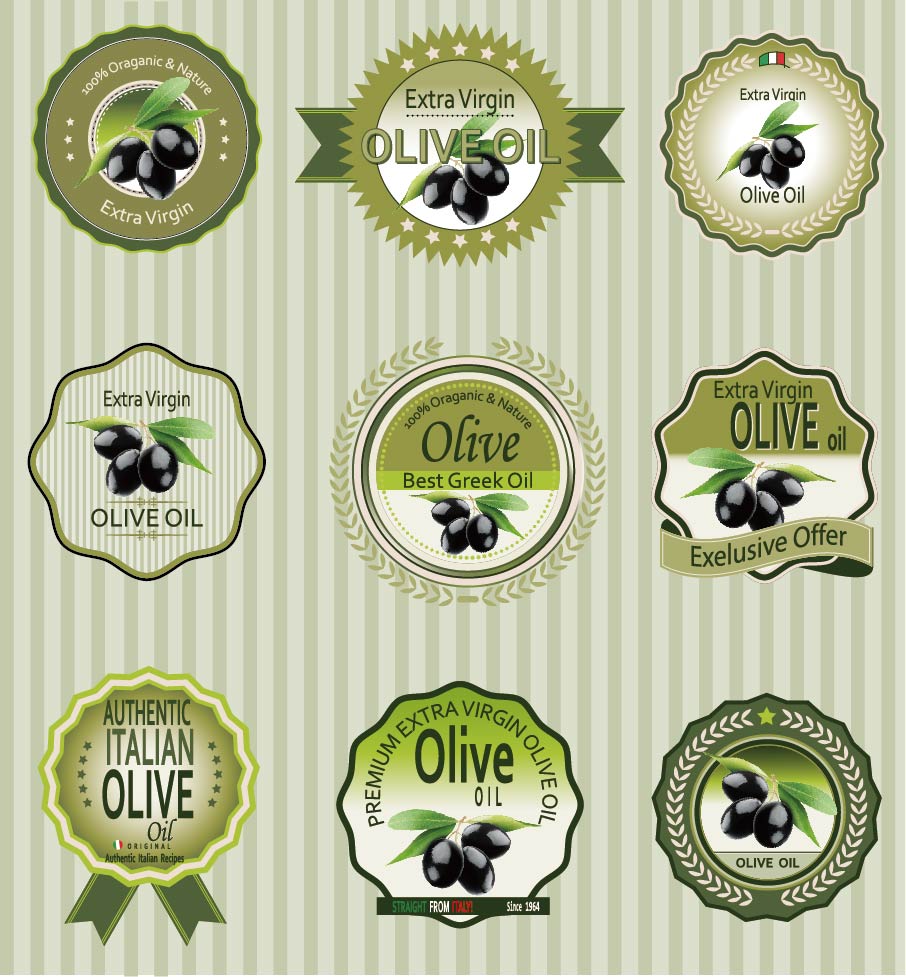 100% Oraganic & Nature
Extra Virgin
Extra Virgin
OLIVE OIL
Extra Virgin
Olive Oil
Extra Virgin
OLIVE OIL
100% Oraganic & Nature
Olive
Best Greek Oil
Extra Virgin
OLIVE oil
Exelusive Offer
AUTHENTIC
ITALIAN
OLIVE
Oil
ORIGINAL
Authentic Italian Recipes
PREMIUM EXTRA VIRGIN OLIVE OIL
Olive
OIL
STRAIGHT FROM ITALY! Since 1964
OLIVE OIL